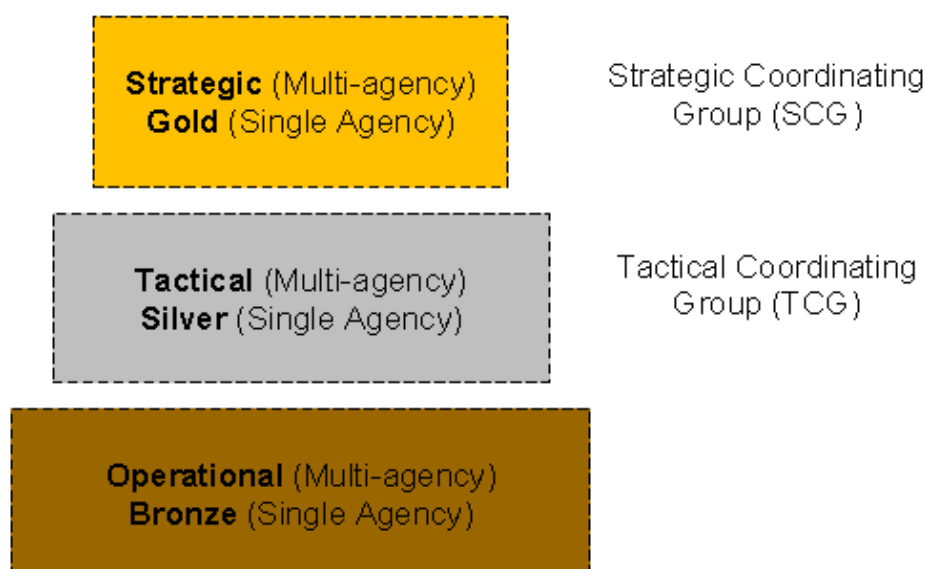 Strategic (Multi-agency)
Gold (Single Agency)
Strategic Coordinating
Group (SCG)
Tactical (Multi-agency)
Silver (Single Agency)
Tactical Coordinating
Group (TCG)
Operational (Multi-agency)
Bronze (Single Agency)